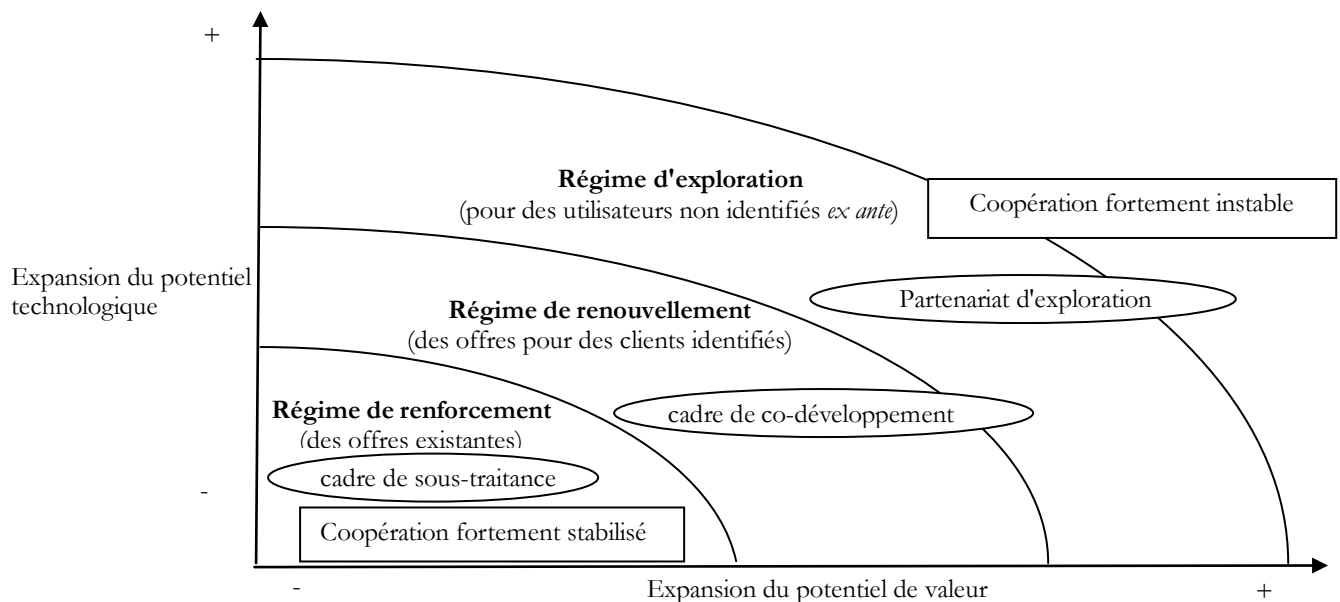 +
Régime d'exploration
(pour des utilisateurs non identifiés ex ante)
Coopération fortement instable
Expansion du potentiel
technologique
Partenariat d'exploration
Régime de renouvellement
(des offres pour des clients identifiés)
Régime de renforcement
(des offres existantes)
cadre de co-développement
cadre de sous-traitance
-
Coopération fortement stabilisé
-
Expansion du potentiel de valeur
+